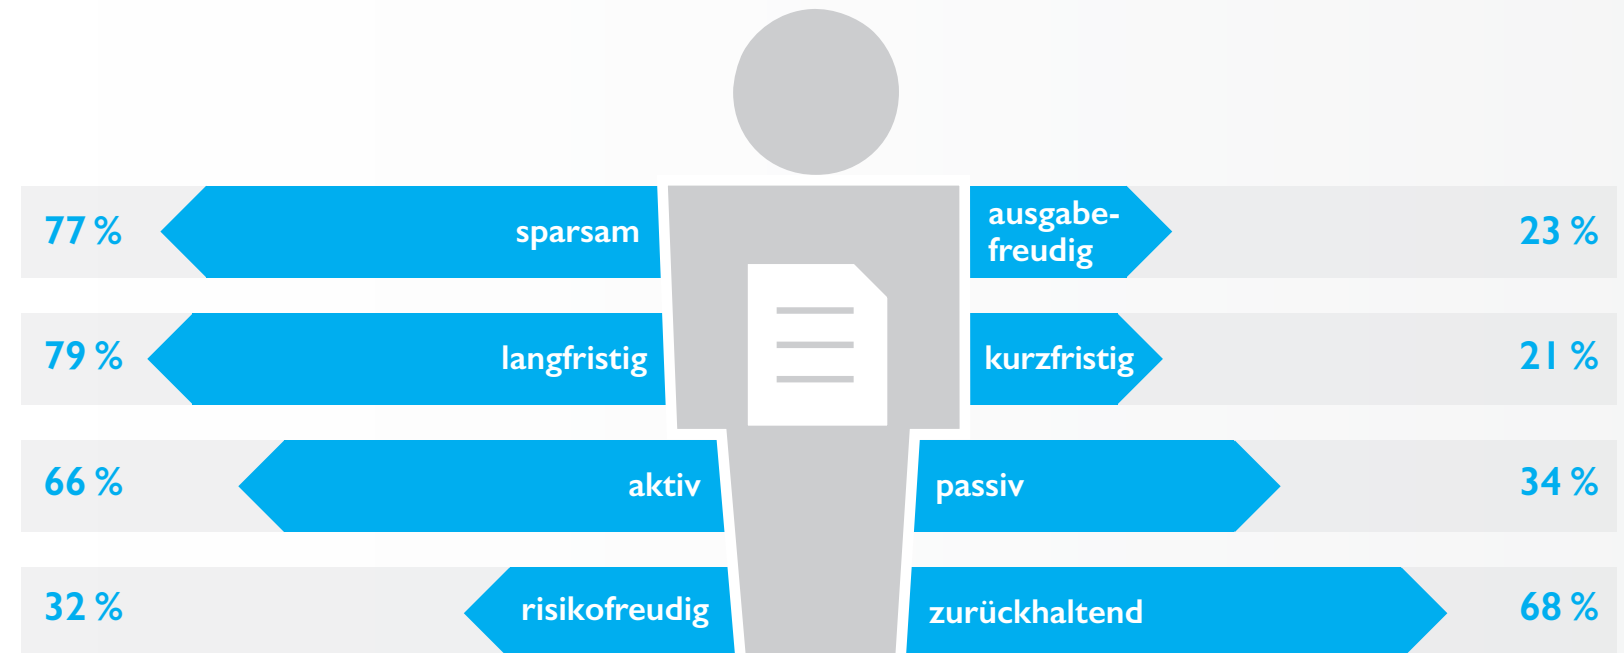 77 % sparsam ausgabe-
freudig 23 %
79 % langfristig kurzfristig 21 %
66 % aktiv passiv 34 %
32 % risikofreudig zurückhaltend 68 %